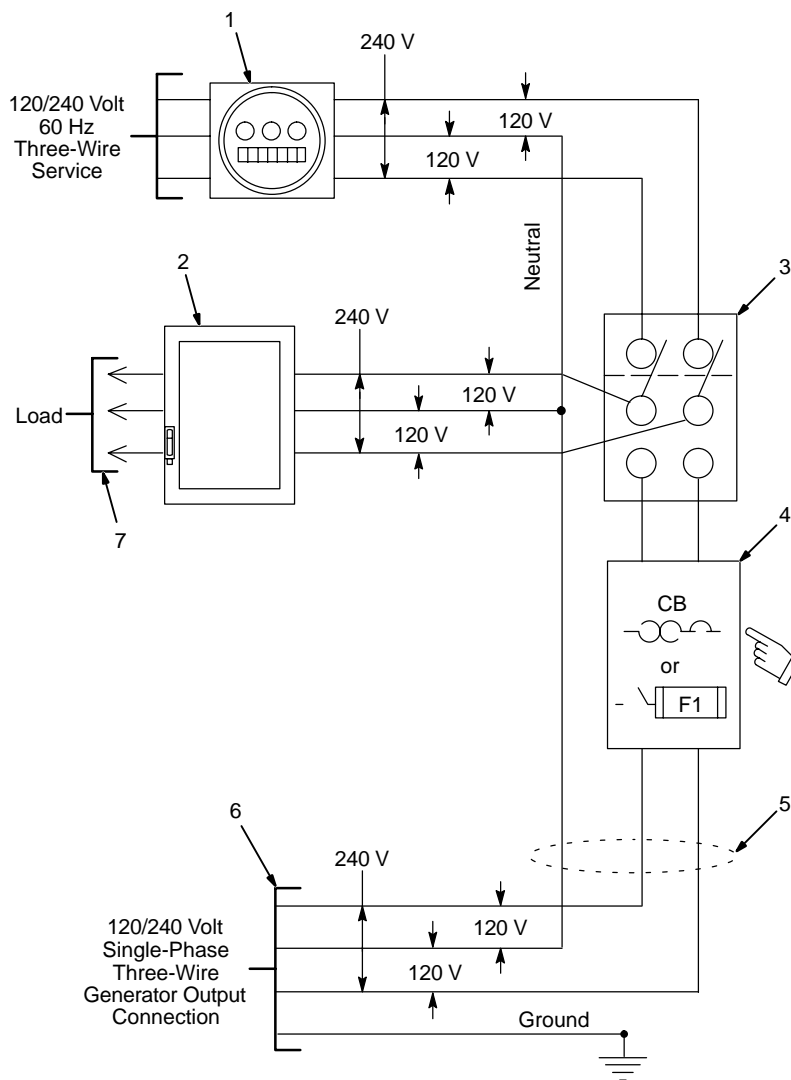 1
240 V
120/240 Volt
60 Hz
Three-Wire
Service
120 V
120 V
Neutral
2
3
240 V
120 V
120 V
Load
7
4
CB
or
F1
5
6
240 V
120/240 Volt
Single-Phase
Three-Wire
Generator Output
Connection
120 V
120 V
Ground